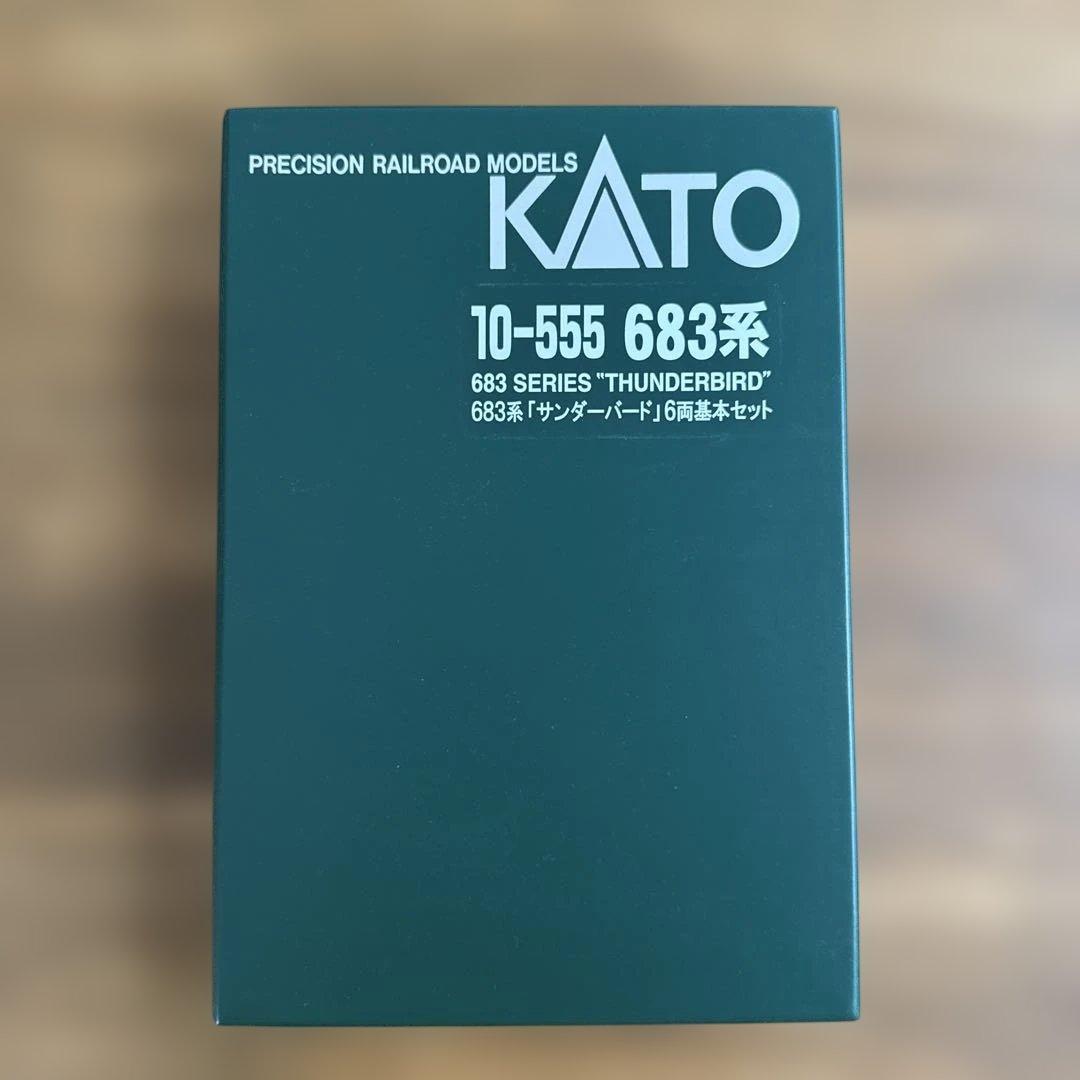 PRECISION RAILROAD MODELS
KATO
10-555 683系
683 SERIES "THUNDERBIRD"
683系「サンダーバード」6両基本セット